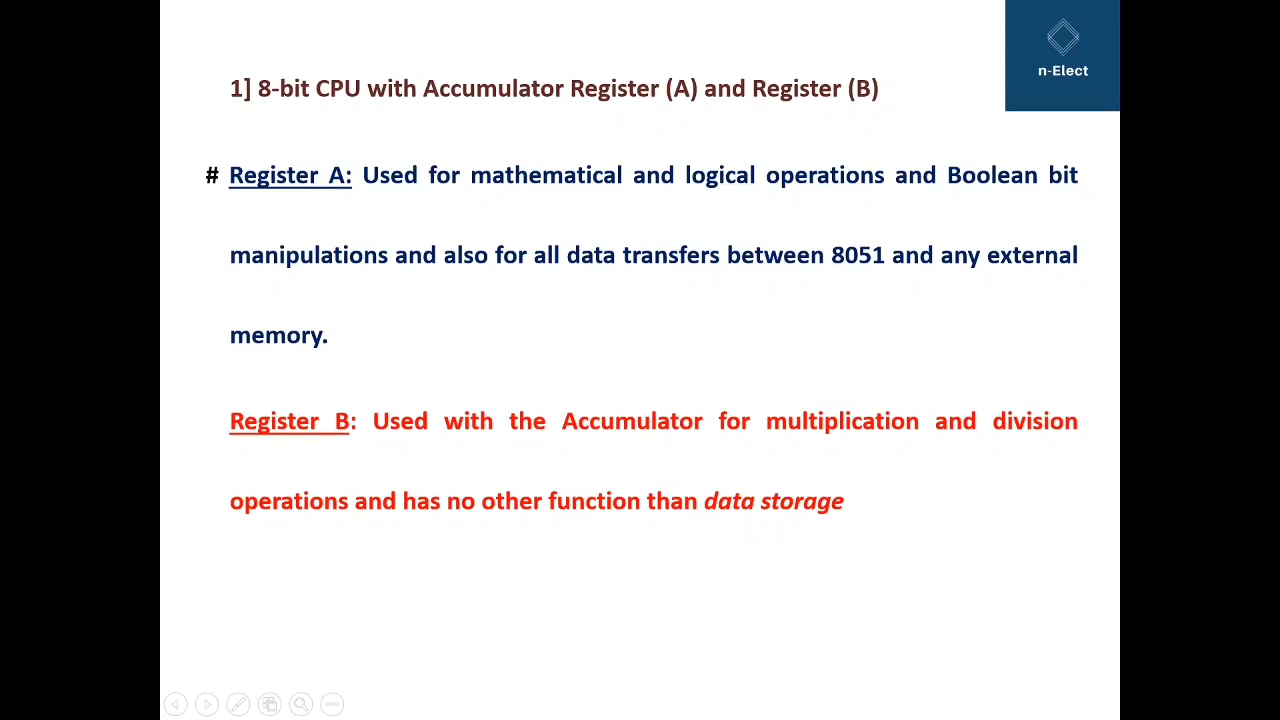 n-Elect
1] 8-bit CPU with Accumulator Register (A) and Register (B)
# Register A: Used for mathematical and logical operations and Boolean bit
manipulations and also for all data transfers between 8051 and any external
memory.
Register B: Used with the Accumulator for multiplication and division
operations and has no other function than data storage